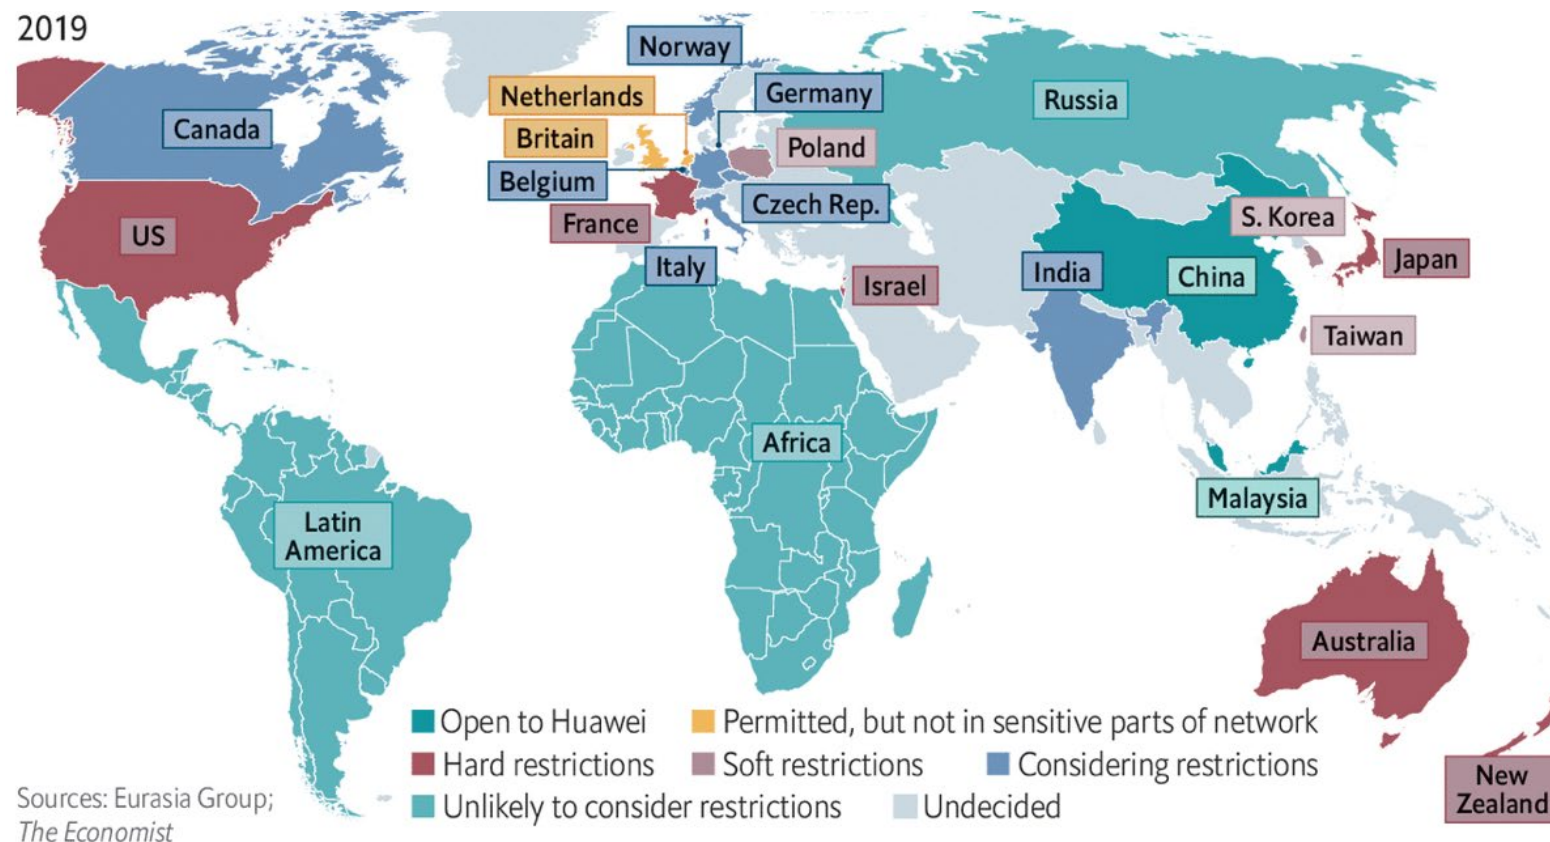 2019
Norway
Netherlands
Germany
Canada
Britain
Poland
Russia
Belgium
Czech Rep.
US
France
S. Korea
Italy
Israel
India
China
Japan
Taiwan
Africa
Malaysia
Latin
America
Australia
Open to Huawei
Permitted, but not in sensitive parts of network
Hard restrictions
Soft restrictions
Considering restrictions
Unlikely to consider restrictions
Undecided
New
Zealand
Sources: Eurasia Group;
The Economist